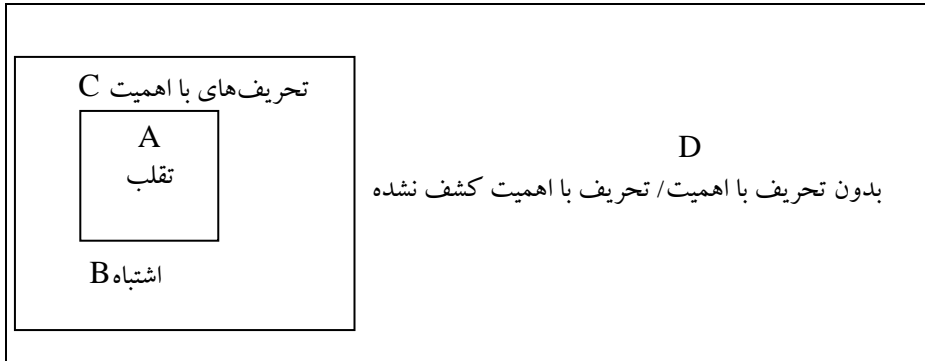 تحریف‌های با اهمیت C
A
تقلب
D
بدون تحریف با اهمیت/ تحریف با اهمیت کشف نشده
اشتباه B